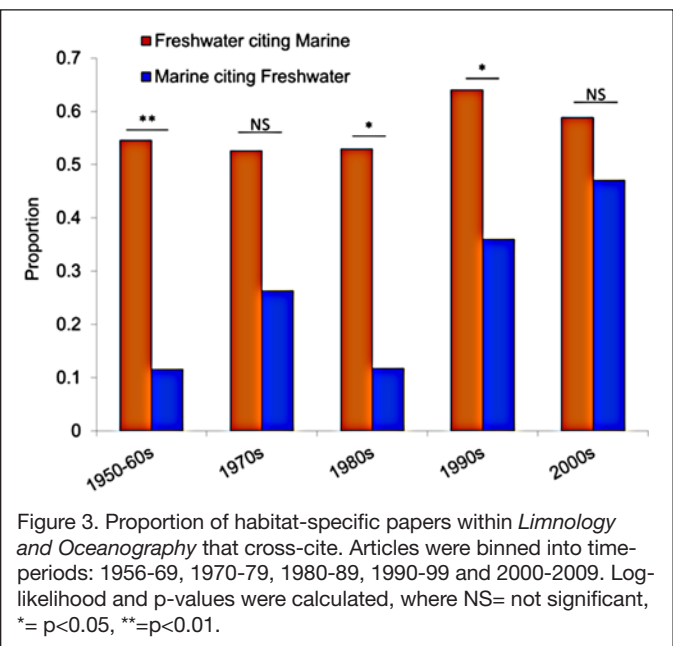 Freshwater citing Marine
Marine citing Freshwater
0.7
0.6
0.5
0.4
0.3
0.2
0.1
0
Proportion
**
NS
*
*
NS
1950-60s
1970s
1980s
1990s
2000s
Figure 3. Proportion of habitat-specific papers within Limnology
and Oceanography that cross-cite. Articles were binned into time-
periods: 1956-69, 1970-79, 1980-89, 1990-99 and 2000-2009. Log-
likelihood and p-values were calculated, where NS= not significant,
*= p<0.05, **=p<0.01.